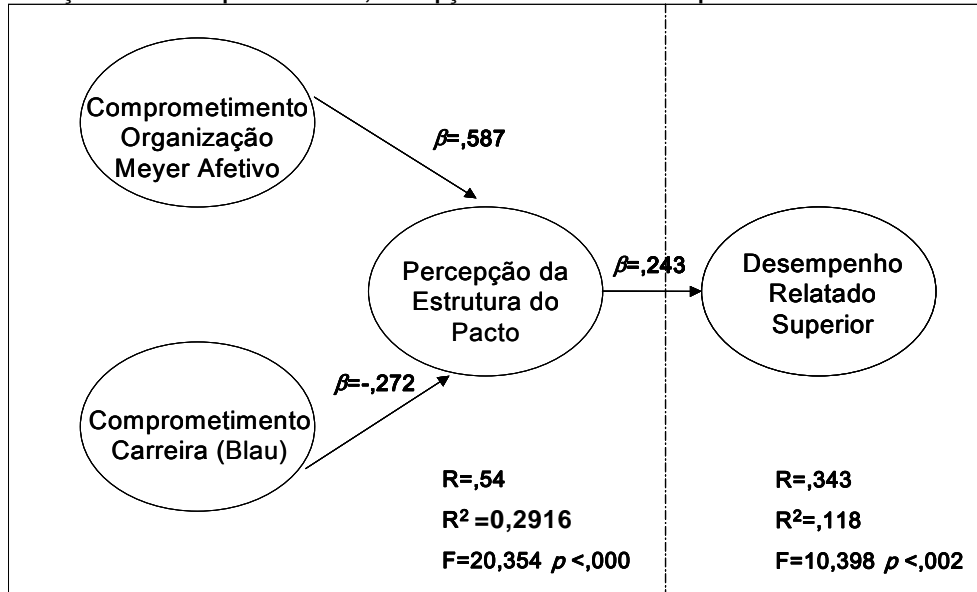 Comprometimento
Organização
Meyer Afetivo
β=,587
Percepção da
Estrutura do
Pacto
β=,243
Desempenho
Relatado
Superior
β=-,272
Comprometimento
Carreira (Blau)
R=,54
R² =0,2916
F=20,354 p <,000
R=,343
R²=,118
F=10,398 p <,002